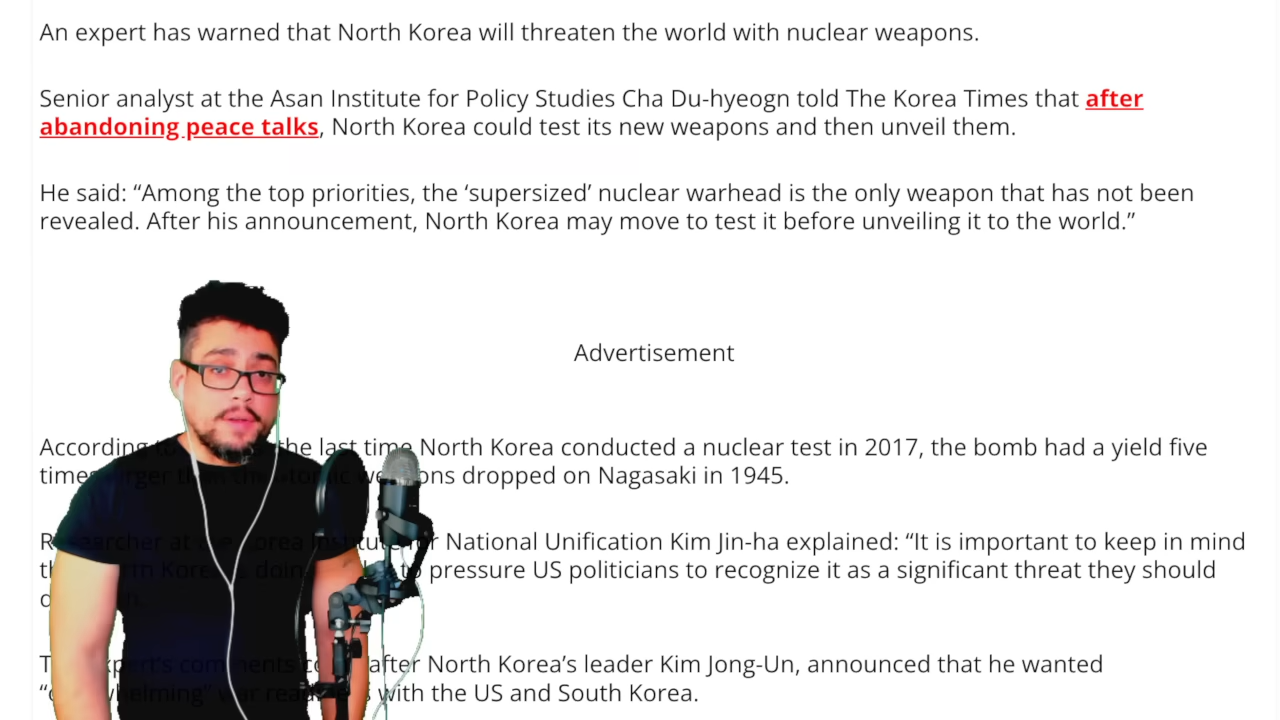 An expert has warned that North Korea will threaten the world with nuclear weapons.
Senior analyst at the Asan Institute for Policy Studies Cha Du-hyeogn told The Korea Times that after
abandoning peace talks, North Korea could test its new weapons and then unveil them.
He said: “Among the top priorities, the ‘supersized’ nuclear warhead is the only weapon that has not been
revealed. After his announcement, North Korea may move to test it before unveiling it to the world.”
Advertisement
According the last time North Korea conducted a nuclear test in 2017, the bomb had a yield five
times dropped on Nagasaki in 1945.
Researcher at National Unification Kim Jin-ha explained: “It is important to keep in mind
pressure US politicians to recognize it as a significant threat they should
after North Korea’s leader Kim Jong-Un, announced that he wanted
with the US and South Korea.